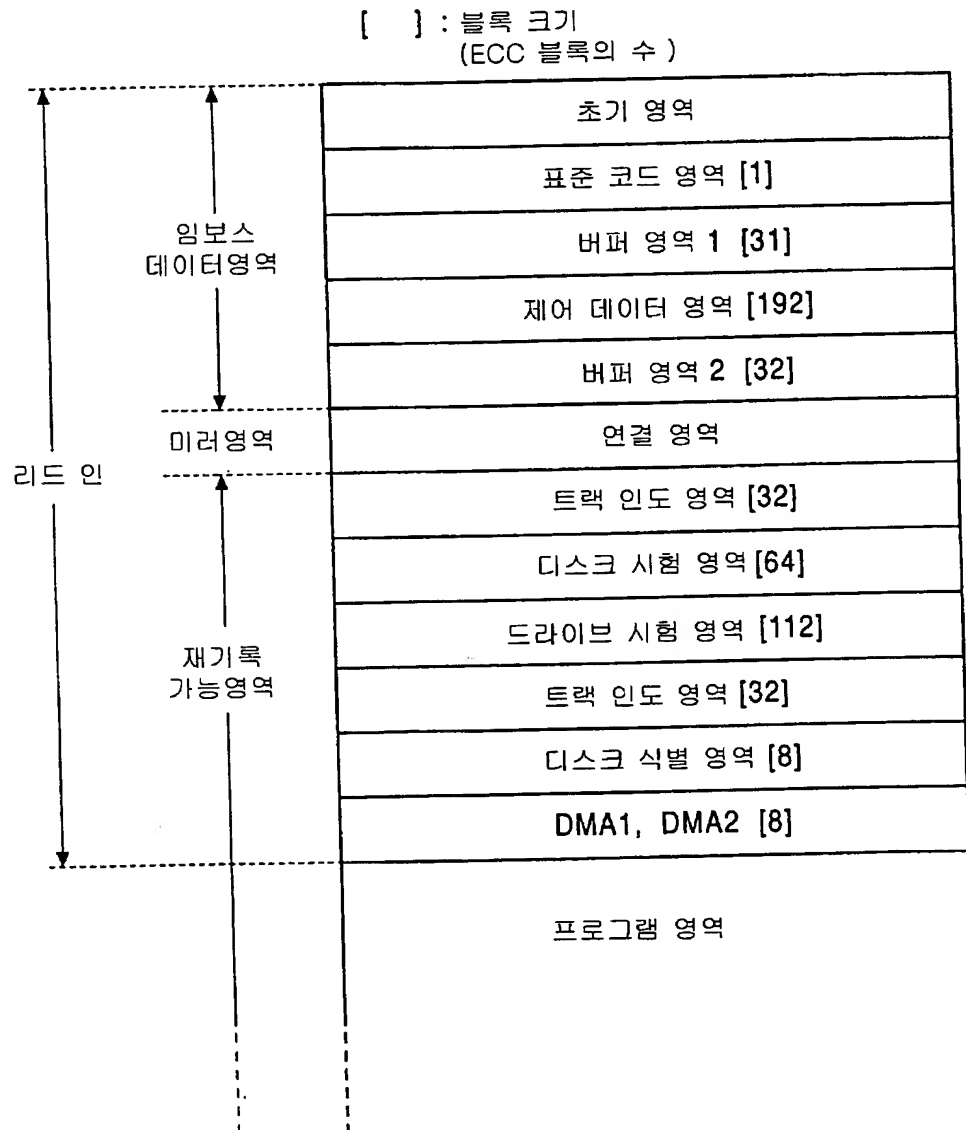 [ ] : 블록 크기
(ECC 블록의 수 )
초기 영역
표준 코드 영역 [1]
임보스
데이터영역
버퍼 영역 1 [31]
제어 데이터 영역 [192]
버퍼 영역 2 [32]
미러영역
연결 영역
리드 인
트랙 인도 영역 [32]
디스크 시험 영역 [64]
드라이브 시험 영역 [112]
재기록
가능영역
트랙 인도 영역 [32]
디스크 식별 영역 [8]
DMA1, DMA2 [8]
프로그램 영역